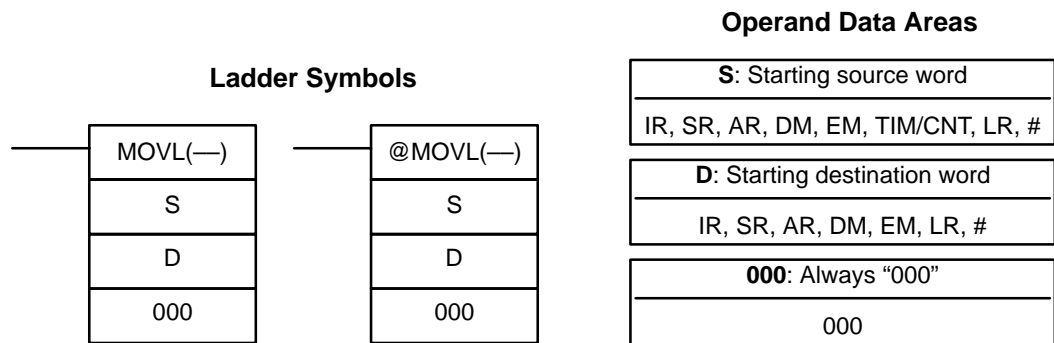 Ladder Symbols
MOVL(—)
S
D
000
@MOVL(—)
S
D
000
Operand Data Areas
S: Starting source word
IR, SR, AR, DM, EM, TIM/CNT, LR, #
D: Starting destination word
IR, SR, AR, DM, EM, LR, #
000: Always “000”
000